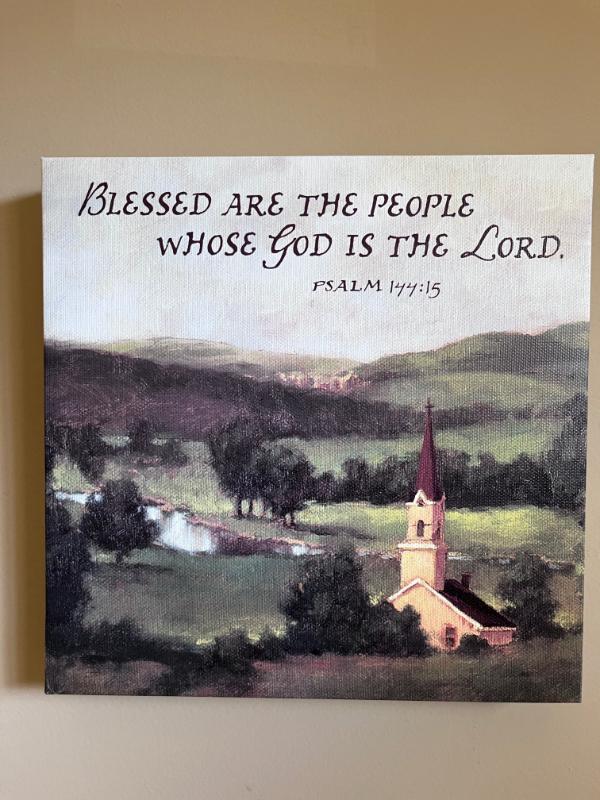 Blessed are the people
whose God is the Lord.
Psalm 144:15